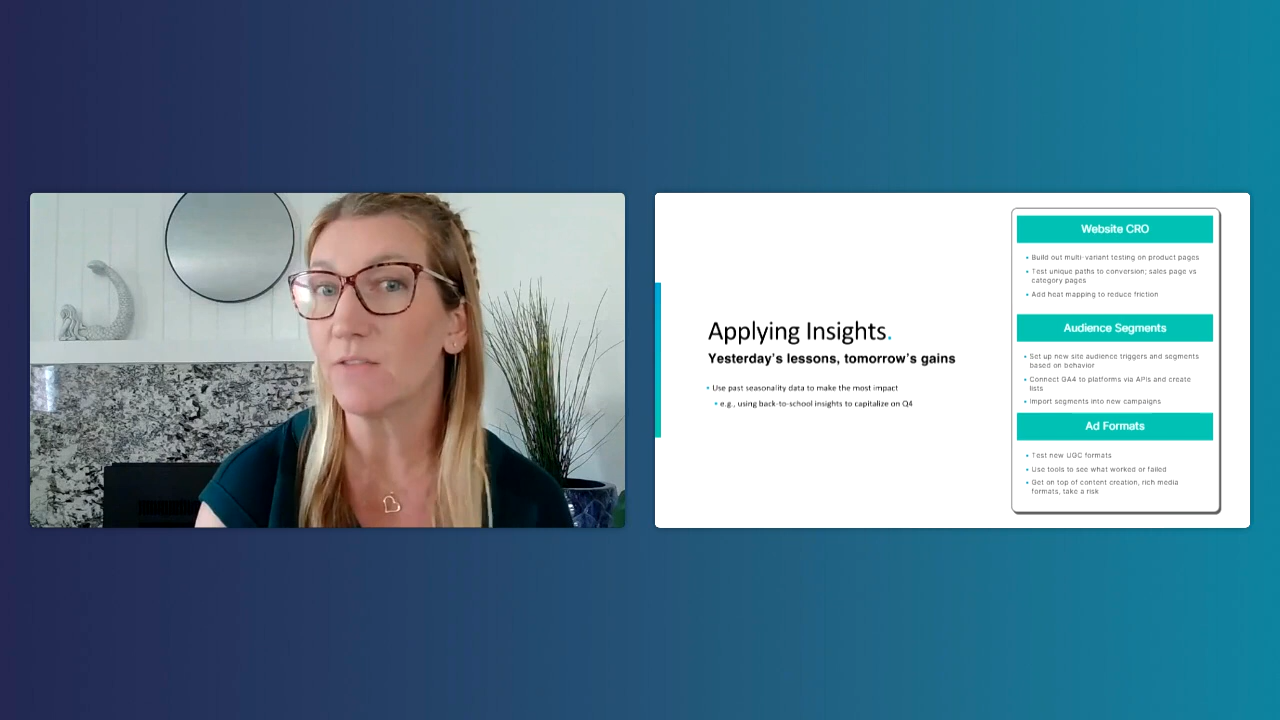 Applying Insights.
Yesterday's lessons, tomorrow's gains
• Use past seasonality data to make the most impact
• e.g., using back-to-school insights to capitalize on Q4
Website CRO
• Build out multi-variant testing on product pages
• Test unique paths to conversion; sales page vs
category pages
• Add heat mapping to reduce friction
Audience Segments
• Set up new site audience triggers and segments
based on behavior
• Connect GA4 to platforms via APIs and create
lists
• Import segments into new campaigns
Ad Formats
• Test new UGC formats
• Use tools to see what worked or failed
• Get on top of content creation, rich media
formats, take a risk